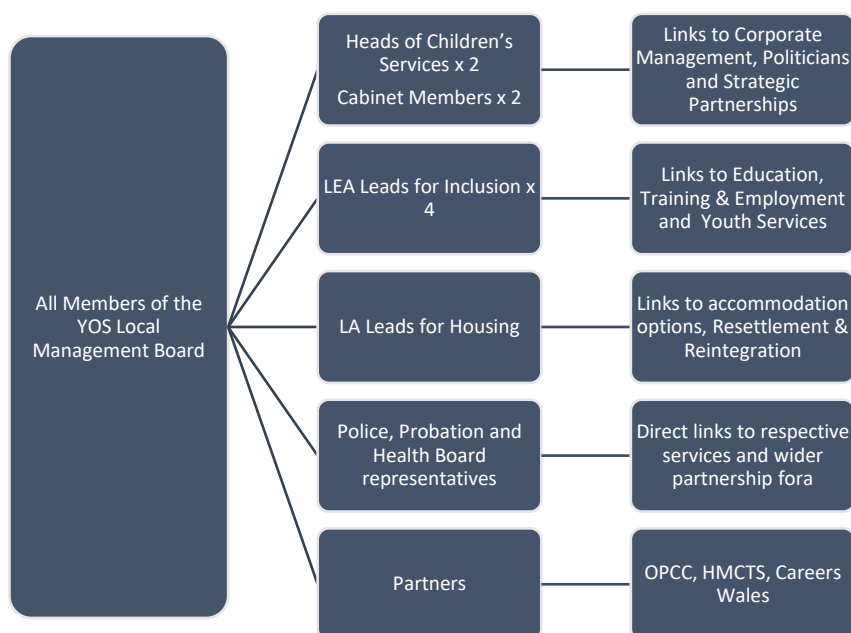 All Members of the
YOS Local
Management Board
Heads of Children's
Services x 2
Cabinet Members x 2
Links to Corporate
Management, Politicians
and Strategic
Partnerships
LEA Leads for Inclusion x
4
Links to Education,
Training & Employment
and Youth Services
LA Leads for Housing
Links to accommodation
options, Resettlement &
Reintegration
Police, Probation and
Health Board
representatives
Direct links to respective
services and wider
partnership fora
Partners
OPCC, HMCTS, Careers
Wales